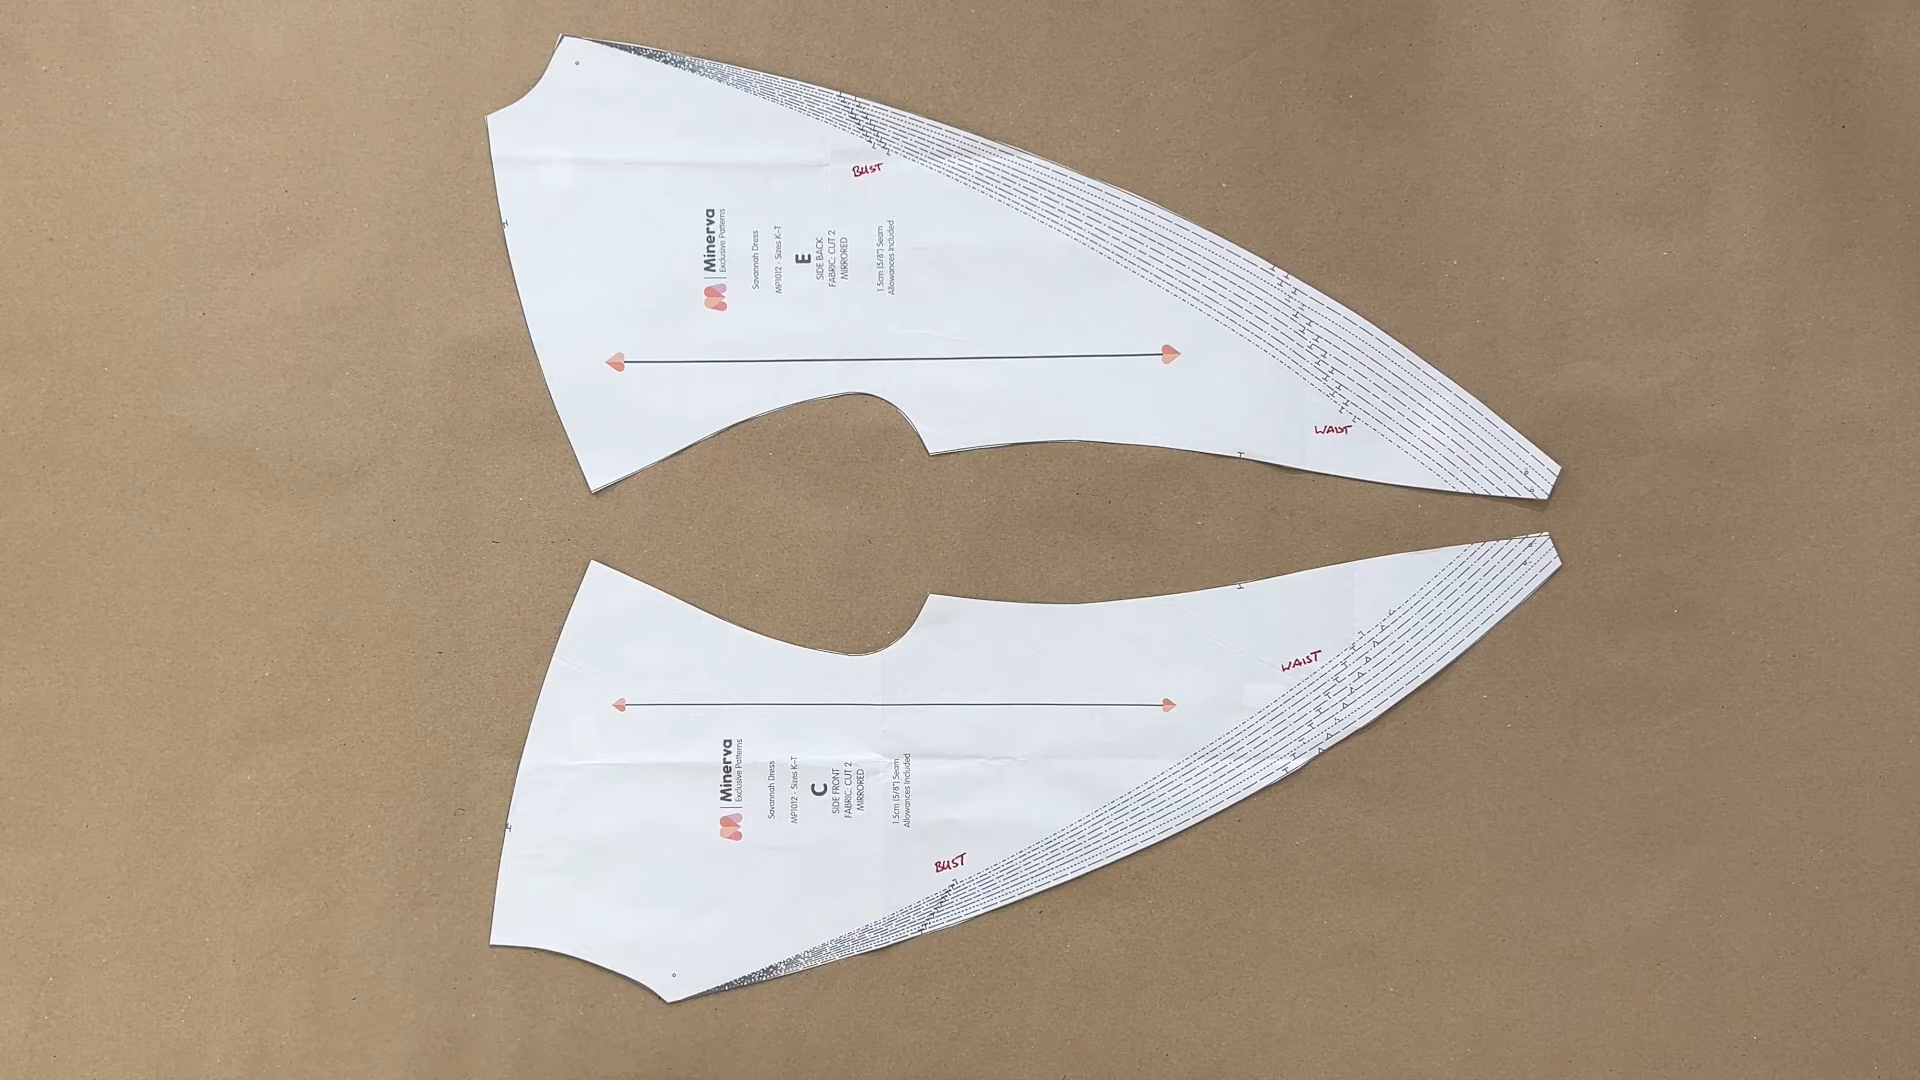 BUST
Minerva
Exclusive Patterns
Savannah Dress
MP1012 - Sizes K-T
E
SIDE BACK
FABRIC: CUT 2
MIRRORED
1.5cm (5/8") Seam
Allowances Included
WAIST
WAIST
Minerva
Exclusive Patterns
Savannah Dress
MP1012 - Sizes K-T
C
SIDE FRONT
FABRIC: CUT 2
MIRRORED
1.5cm (5/8") Seam
Allowances Included
BUST